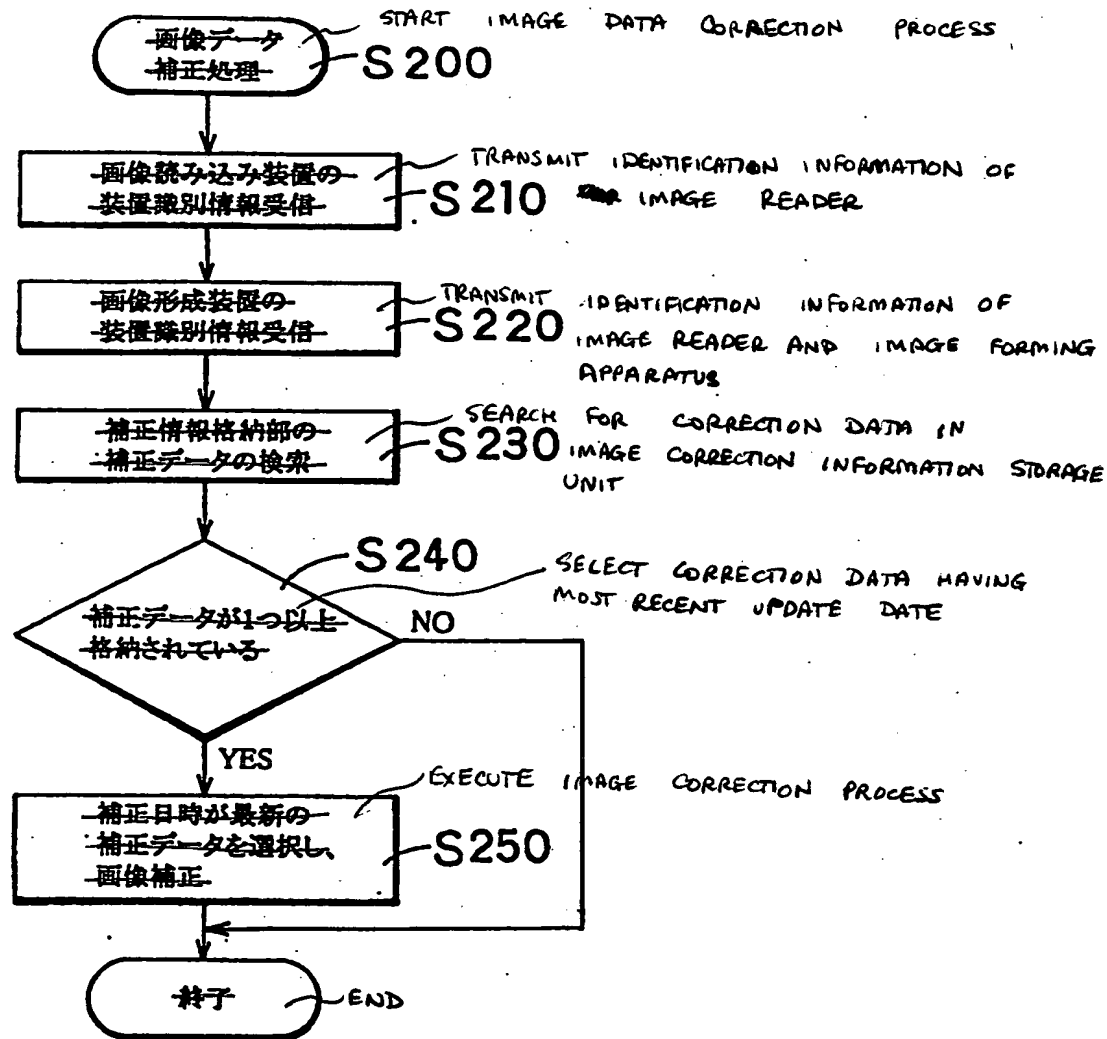 画像データ
補正処理
START IMAGE DATA CORRECTION PROCESS
S200
画像読み込み装置の
装置識別情報受信
TRANSMIT IDENTIFICATION INFORMATION OF
IMAGE READER
S210
画像形成装置の
装置識別情報受信
TRANSMIT IDENTIFICATION INFORMATION OF
IMAGE READER AND IMAGE FORMING
APPARATUS
S220
補正情報格納部の
補正データの検索
SEARCH FOR CORRECTION DATA IN
IMAGE CORRECTION INFORMATION STORAGE
UNIT
S230
S240
補正データが1つ以上
格納されている
SELECT CORRECTION DATA HAVING
MOST RECENT UPDATE DATE
NO
YES
補正日時が最新の
補正データを選択し、
画像補正
EXECUTE IMAGE CORRECTION PROCESS
S250
終了
END